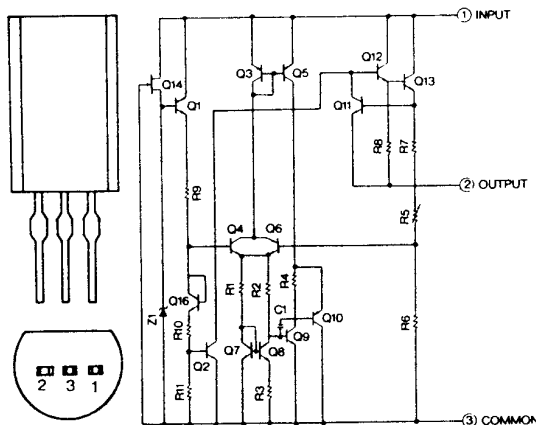 ① INPUT
Q14
Q1
Q3
Q5
Q12
Q13
Q11
R8
R7
② OUTPUT
R9
R5
Q4
Q6
R1
R2
R4
R6
C1
Q16
Z1
R10
Q2
Q7
Q8
Q9
Q10
R11
R3
③ COMMON
2 3 1